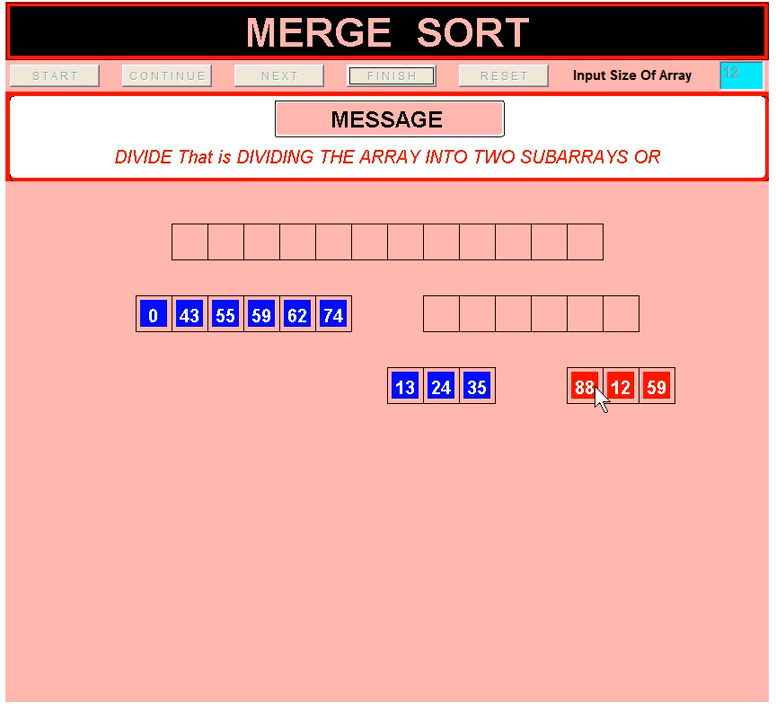 MERGE SORT
START CONTINUE NEXT FINISH RESET Input Size Of Array 12
MESSAGE
DIVIDE That is DIVIDING THE ARRAY INTO TWO SUBARRAYS OR
0 43 55 59 62 74
13 24 35 88 12 59